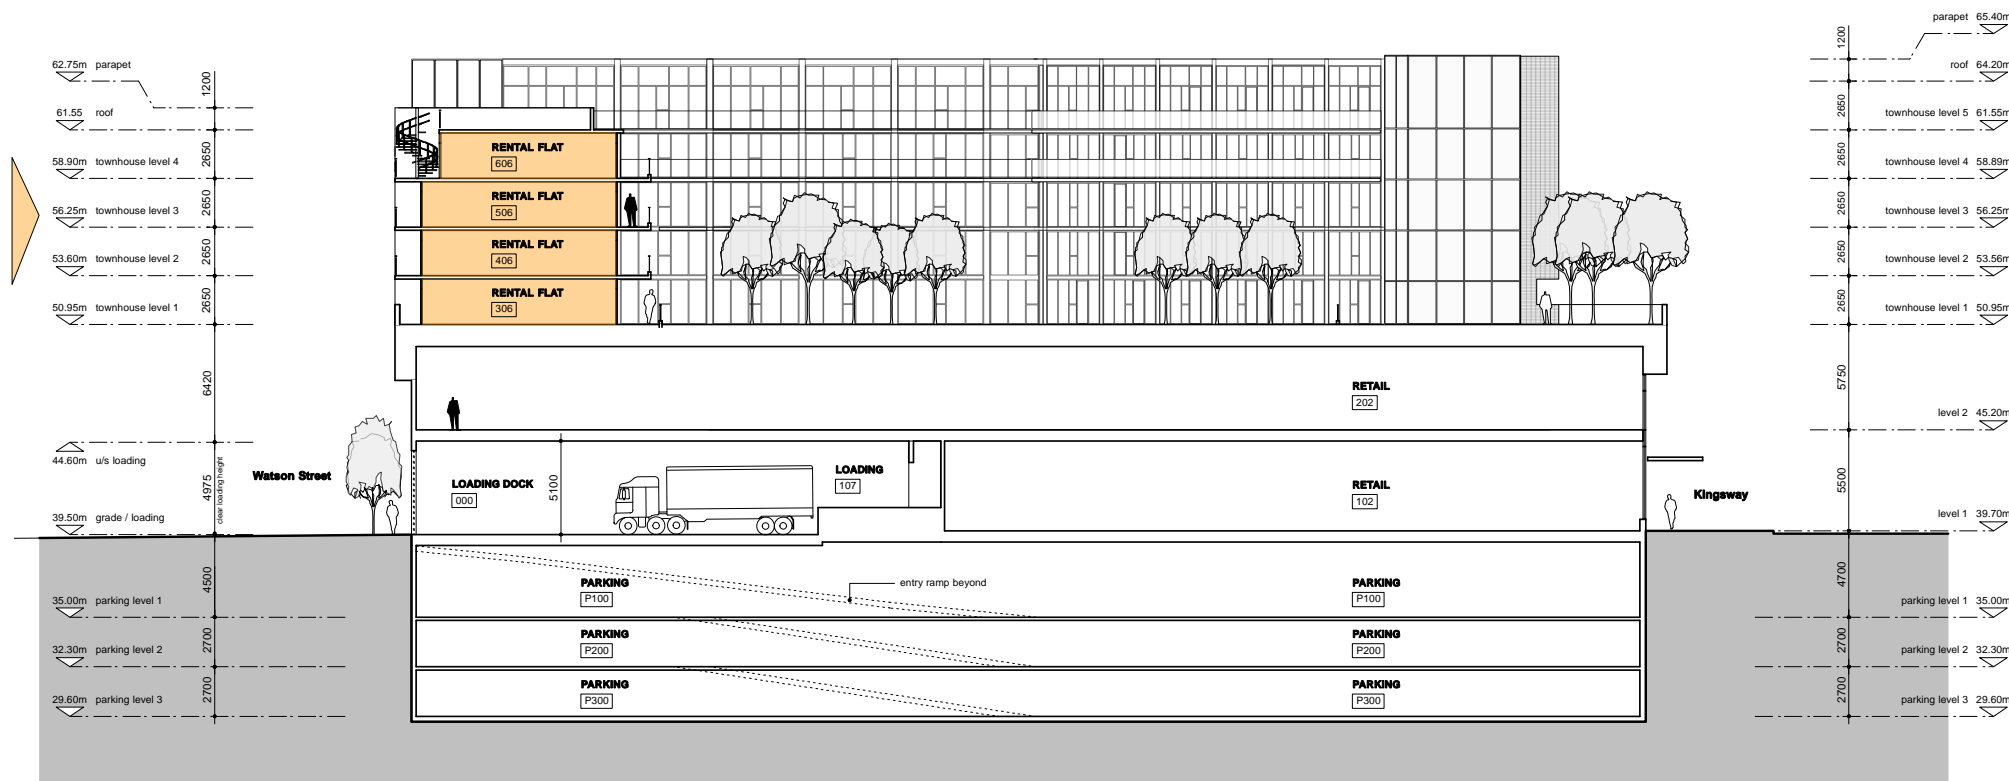 62.75m parapet
61.55 roof
58.90m townhouse level 4
56.25m townhouse level 3
53.60m townhouse level 2
50.95m townhouse level 1
44.60m u/s loading
39.50m grade / loading
35.00m parking level 1
32.30m parking level 2
29.60m parking level 3
1200
2650
2650
2650
2650
6420
4975
clear loading height
4500
2700
2700
Watson Street
RENTAL FLAT
606
RENTAL FLAT
506
RENTAL FLAT
406
RENTAL FLAT
306
RETAIL
202
LOADING DOCK
000
5100
LOADING
107
RETAIL
102
PARKING
P100
entry ramp beyond
PARKING
P100
PARKING
P200
PARKING
P200
PARKING
P300
PARKING
P300
Kingsway
1200
2650
2650
2650
2650
2650
5750
5500
4700
2700
2700
parapet 65.40m
roof 64.20m
townhouse level 5 61.55m
townhouse level 4 58.89m
townhouse level 3 56.25m
townhouse level 2 53.56m
townhouse level 1 50.95m
level 2 45.20m
level 1 39.70m
parking level 1 35.00m
parking level 2 32.30m
parking level 3 29.60m